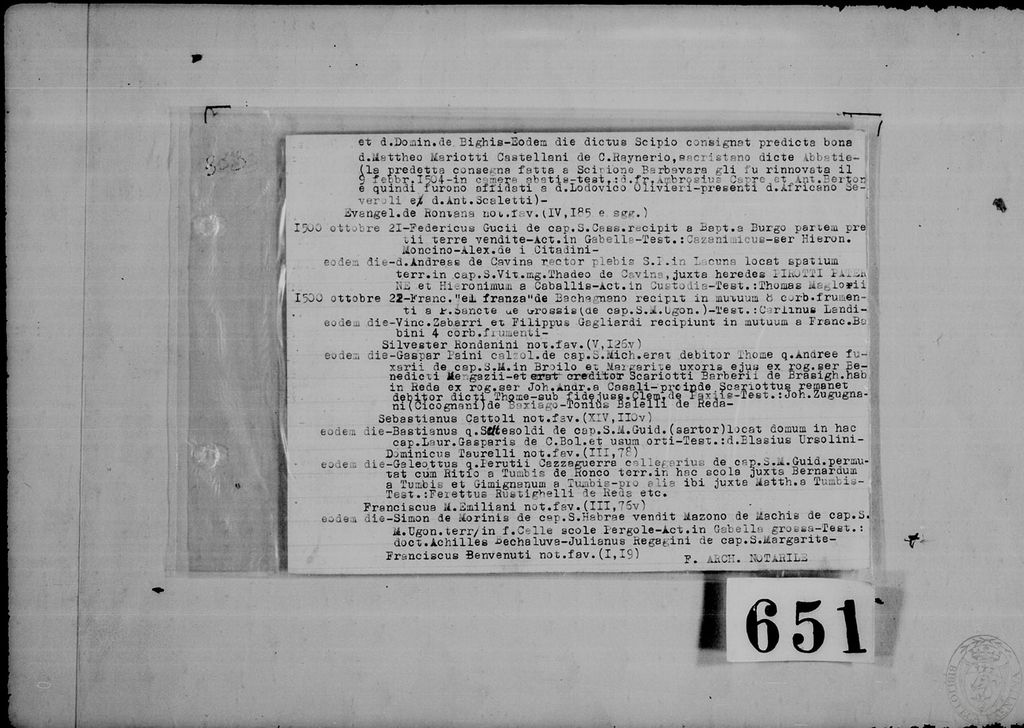 et d.Domin.de Bighis-Eodem die dictus Scipio consignat predicta bona
d.Mattheo Mariotti Castellani de C.Raynerio,sacristano dicte Abbatie-
(la predetta consegna fatta a Scipione Barbavara gli fu rinnovata il
9 febbr.1504-in camera abatis-test.:d.fr.Ambrosius Capre et Ant.Berton
e quindi furono affidati a d.Lodovico Olivieri-presenti d.Africano Se-
veroli e d.Ant.Scaletti)-
Evangel.de Rontana not.fav.(IV,185 e sgg.)
1500 ottobre 21-Federicus Gucii de cap.S.Cass.recipit a Bapt.a Burgo partem pre
tii terre vendite-Act.in Gabella-Test.:Cazanimicus-ser Hieron.
Moncino-Alex.de i Citadini-
eodem die-d.Andreas de Cavina rector plebis S.I.in Lacuna locat spatium
terr.in cap.S.Vit.mg.Thadeo de Cavina,juxta heredes PIROTTI PATER
NE et Hieronimum a Caballis-Act.in Custodia-Test.:Thomas Maglorii
1500 ottobre 22-Franc."el franza"de Bachagnano recipit in mutuum 8 corb.frumen-
ti a P.Sancte de Grossis(de cap.S.M.Ugon.)-Test.:Carlinus Landi-
eodem die-Vinc.Zabarri et Filippus Gagliardi recipiunt in mutuum a Franc.Ba
bini 4 corb.frumenti-
Silvester Rondanini not.fav.(V,126v)
eodem die-Gaspar Paini calzol.de cap.S.Mich.erat debitor Thome q.Andree fu-
xarii de cap.S.M.in Broilo et Margarite uxoris ejus ex rog.ser Be-
nedicti Mengazii-et erat creditor Scariotti Barberii de Brasigh.hab
in Reda ex rog.ser Joh.Andr.a Casali-proinde Scariottus remanet
debitor dicti Thome-sub fidejuss.Clem.de Paxiis-Test.:Joh.Zugugna-
ni(Cicognani)de Baxiago-Tonius Balelli de Reda-
Sebastianus Cattoli not.fav.(XIV,110v)
eodem die-Bastianus q.Settesoldi de cap.S.M.Guid.(sartor)locat domum in hac
cap.Laur.Gasparis de C.Bol.et usum orti-Test.:d.Blasius Ursolini-
Dominicus Taurelli not.fav.(III,78)
eodem die-Galeottus q.Perutii Cazzaguerra callegarius de cap.S.M.Guid.permu-
tat cum Ritio a Tumbis de Ronco terr.in hac scola juxta Bernardum
a Tumbis et Gimignanum a Tumbis-pro alia ibi juxta Matth.a Tumbis-
Test.:Ferettus Rustighelli de Reda etc.
Franciscus M.Emiliani not.fav.(III,76v)
eodem die-Simon de Morinis de cap.S.Habrae vendit Mazono de Machis de cap.S.
M.Ugon.terr/in f.Celle scole Pergole-Act.in Gabella grossa-Test.:
doct.Achilles Pechaluva-Julianus Regagini de cap.S.Margarite-
Franciscus Benvenuti not.fav.(I,19)
F. ARCH. NOTARILE
651